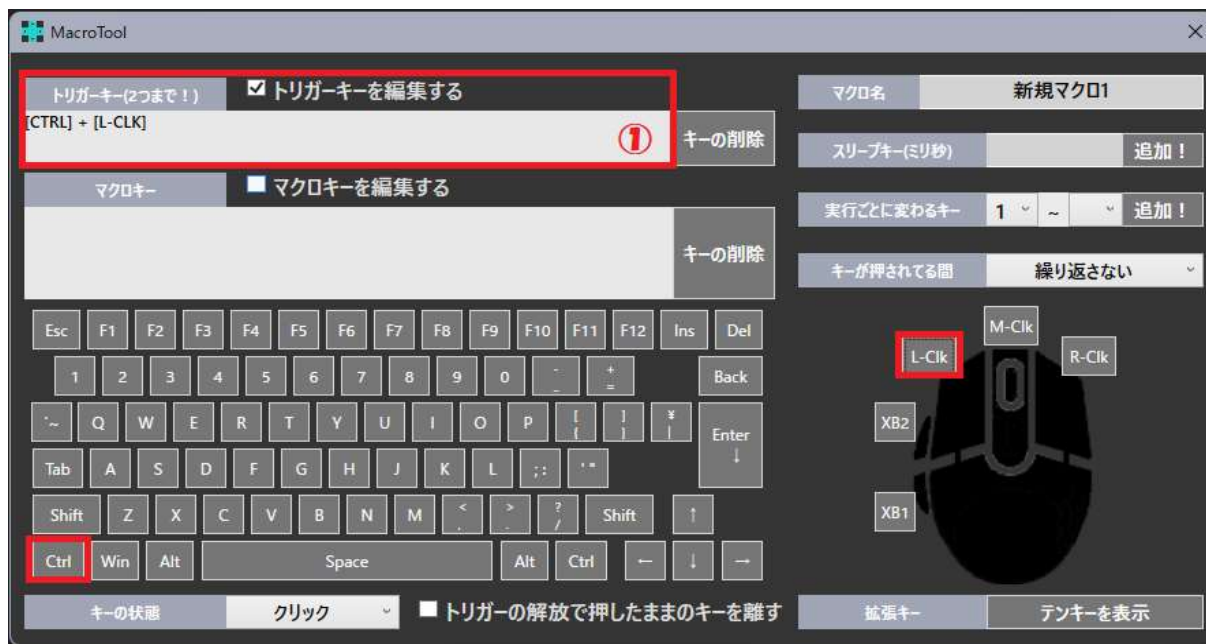 MacroTool
トリガーキー(2つまで！)
トリガーキーを編集する
マクロ名
新規マクロ1
[CTRL] + [L-CLK]
①
キーの削除
スリープキー(ミリ秒)
追加！
マクロキー
マクロキーを編集する
実行ごとに変わるキー
1
~
追加！
キーの削除
キーが押されてる間
繰り返さない
Esc F1 F2 F3 F4 F5 F6 F7 F8 F9 F10 F11 F12 Ins Del
1 2 3 4 5 6 7 8 9 0 - _ + = Back
`~ Q W E R T Y U I O P [ { ] } ¥ | Enter ↓
Tab A S D F G H J K L ;: '"
Shift Z X C V B N M < , > . ? / Shift ↑
Ctrl Win Alt Space Alt Ctrl ← ↓ →
M-Clk
L-Clk
R-Clk
XB2
XB1
キーの状態
クリック
トリガーの解放で押したままのキーを離す
拡張キー
テンキーを表示